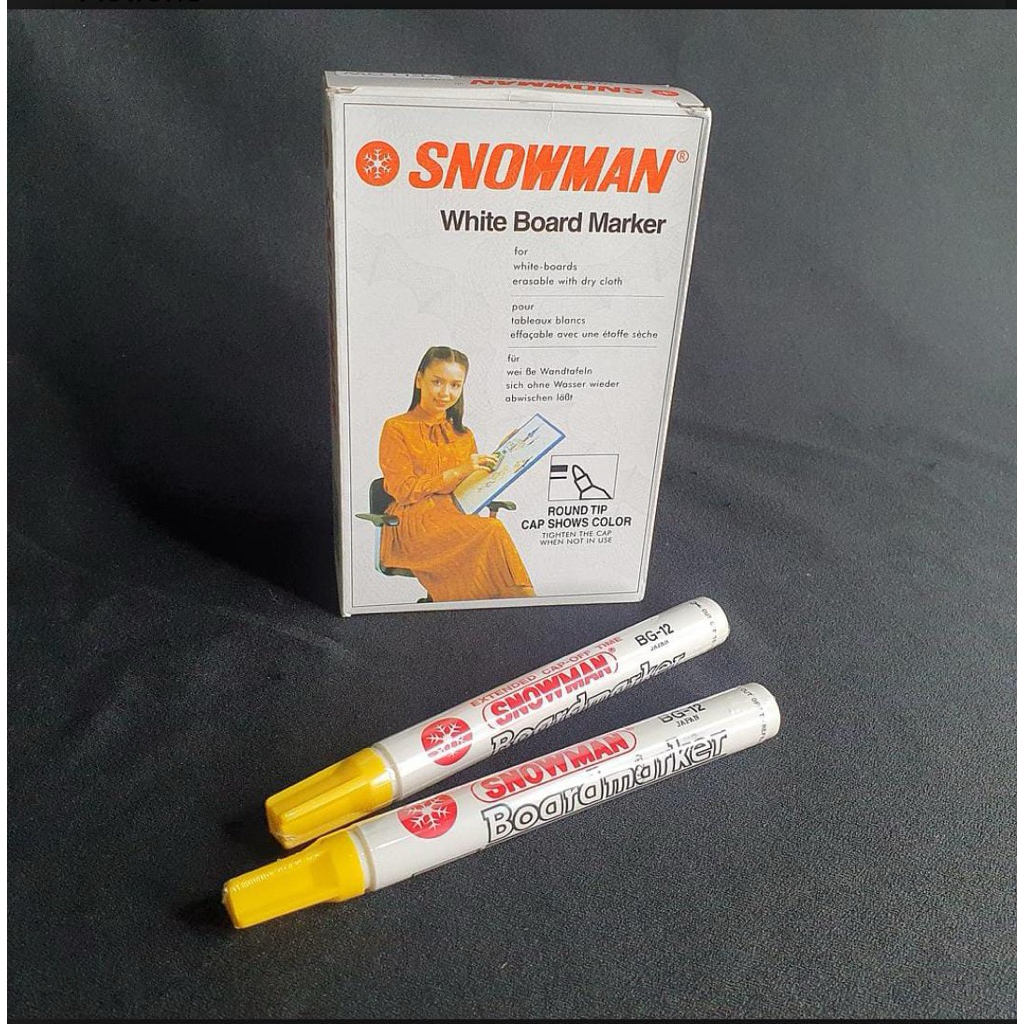 SNOWMAN
SNOWMAN®
White Board Marker
for
white-boards
erasable with dry cloth
pour
tableaux blancs
effaçable avec une étoffe sèche
für
wei ße Wandtafeln
sich ohne Wasser wieder
abwischen läßt
ROUND TIP
CAP SHOWS COLOR
TIGHTEN THE CAP
WHEN NOT IN USE
EXTENDED CAP-OFF TIME
SNOWMAN®
Boardmarker
BG-12
JAPAN
SNOWMAN
Boardmarker
BG-12
JAPAN